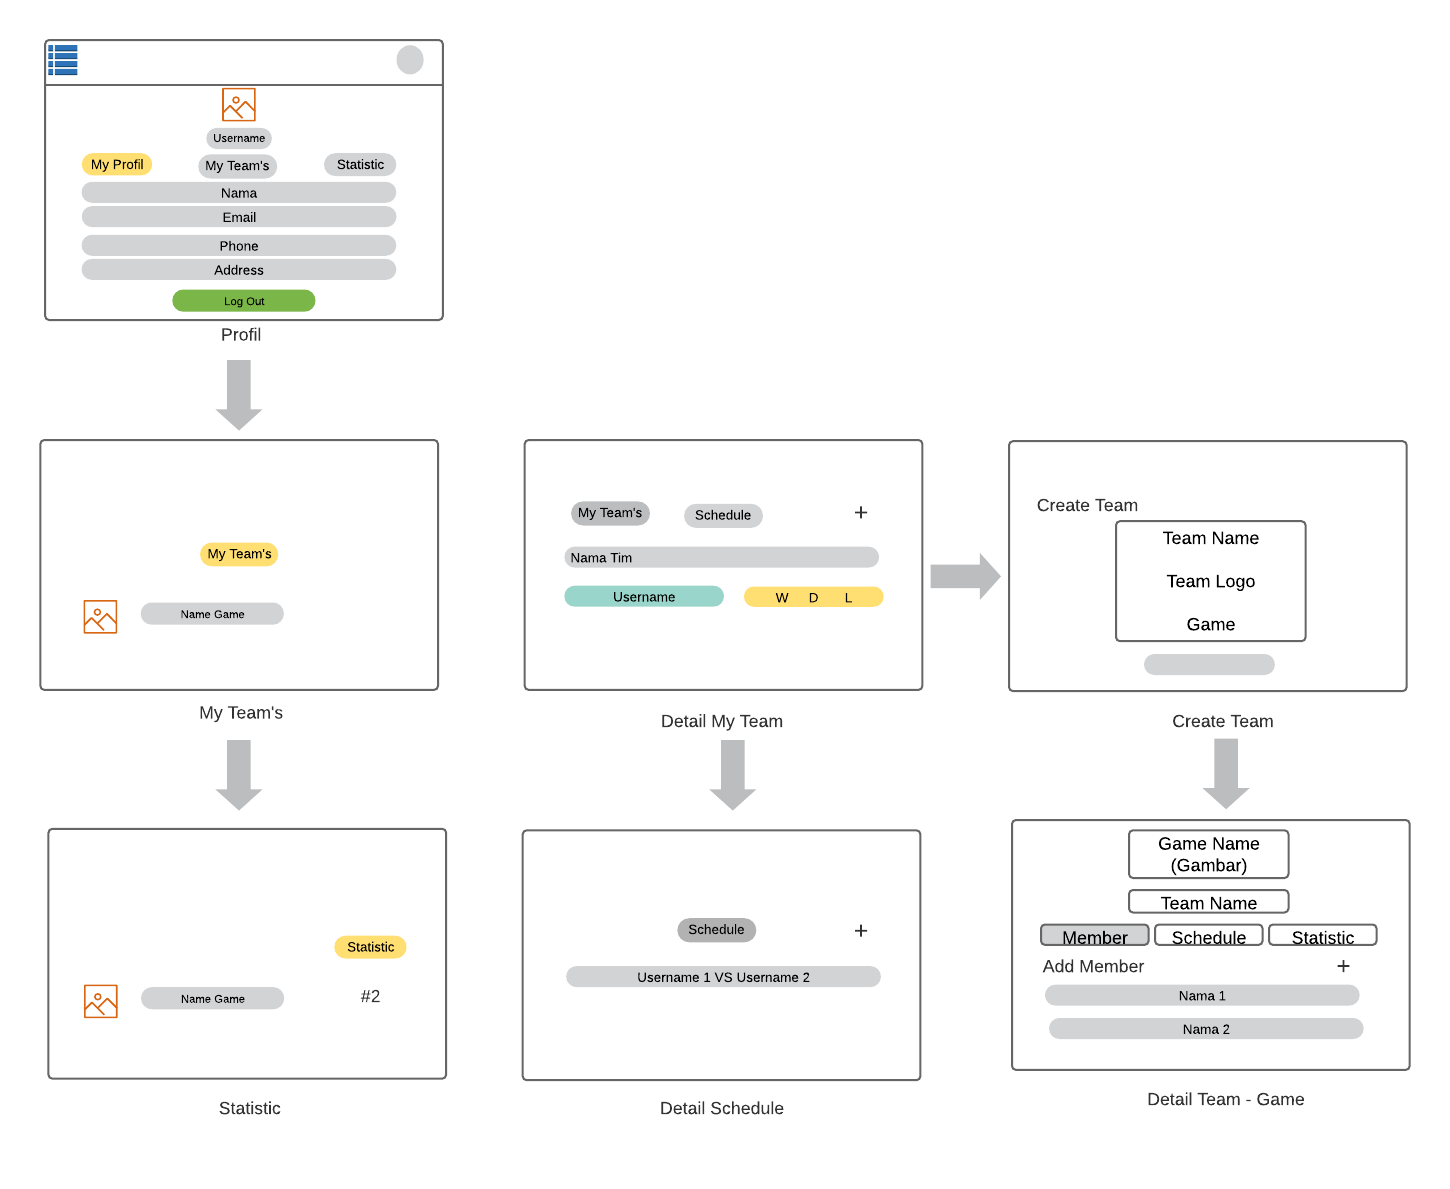 Username
My Profil
My Team's
Statistic
Nama
Email
Phone
Address
Log Out
Profil
My Team's
Name Game
My Team's
Statistic
Name Game
#2
Statistic
My Team's
Schedule
+
Nama Tim
Username
W D L
Detail My Team
Schedule
+
Username 1 VS Username 2
Detail Schedule
Create Team
Team Name
Team Logo
Game
Create Team
Game Name
(Gambar)
Team Name
Member
Schedule
Statistic
Add Member
+
Nama 1
Nama 2
Detail Team - Game